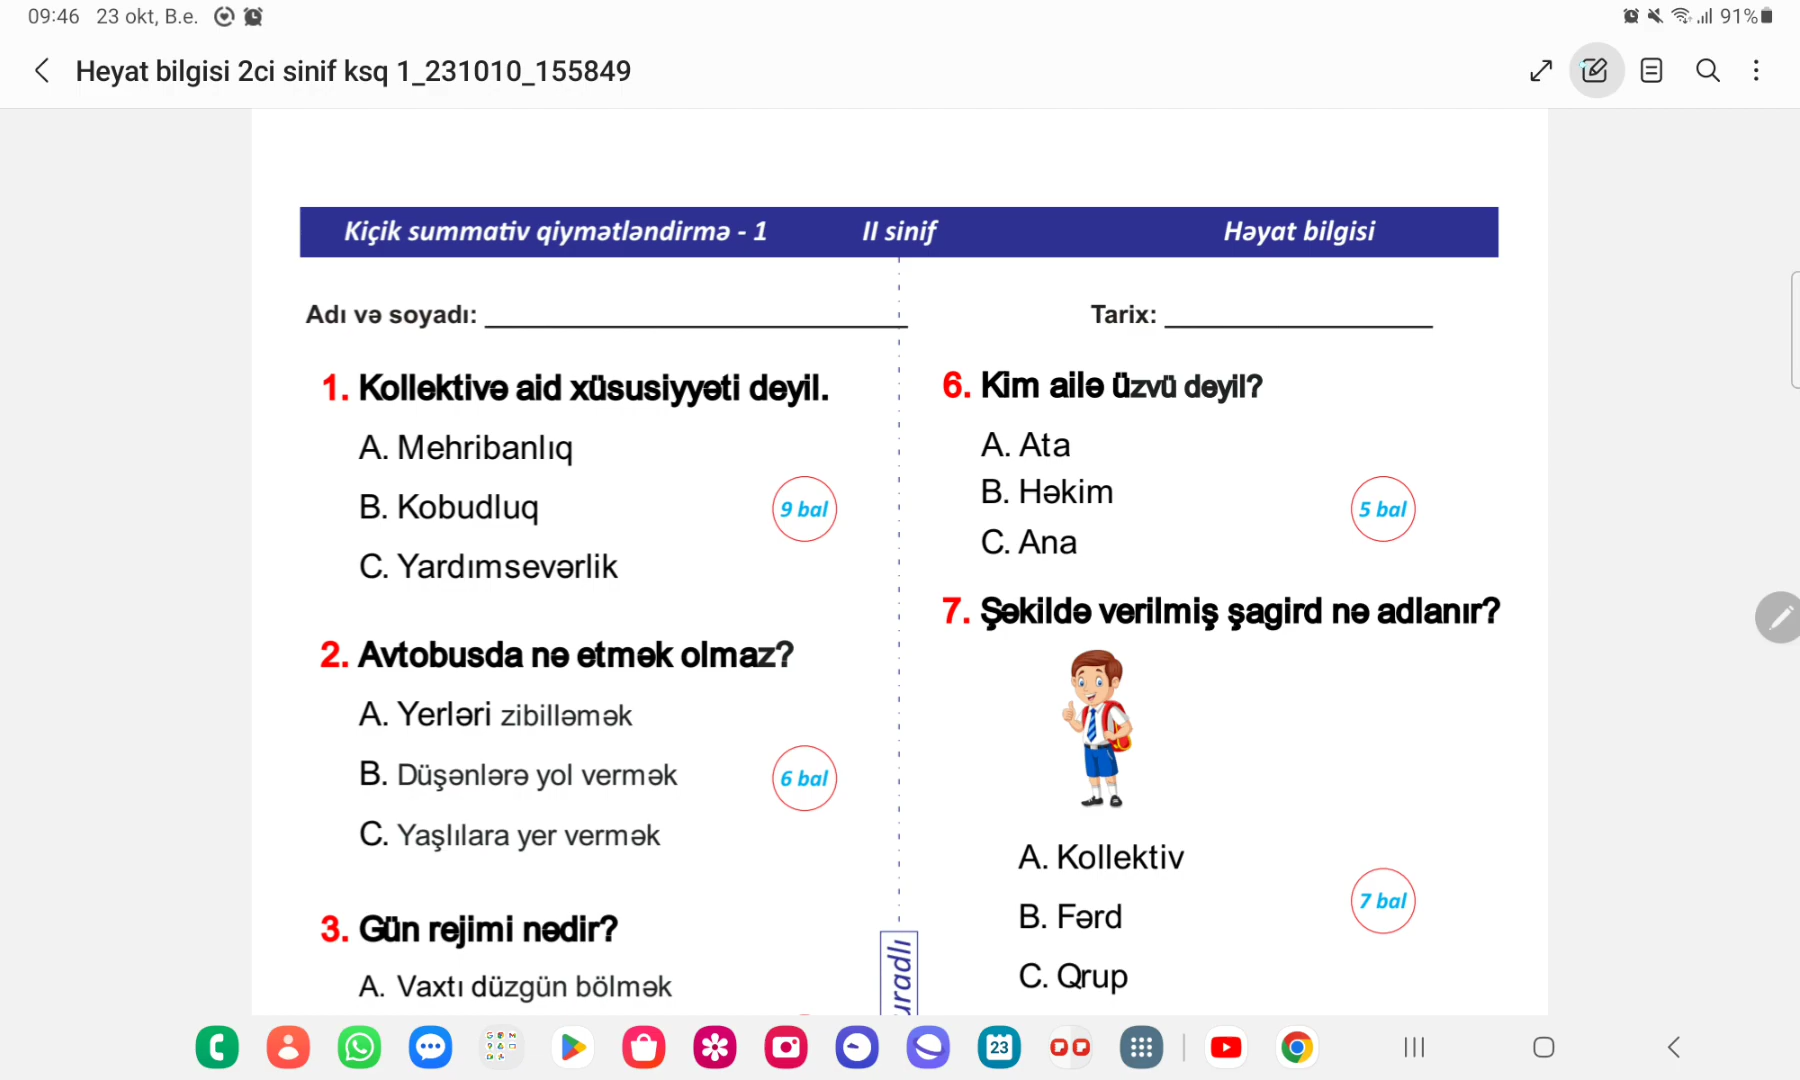 09:46 23 okt, B.e.
91%
Heyat bilgisi 2ci sinif ksq 1_231010_155849
Kiçik summativ qiymətləndirmə - 1 II sinif Həyat bilgisi
Adı və soyadı: Tarix:
1. Kollektivə aid xüsusiyyəti deyil.
A. Mehribanlıq
B. Kobudluq
9 bal
C. Yardımsevərlik
2. Avtobusda nə etmək olmaz?
A. Yerləri zibilləmək
B. Düşənlərə yol vermək
6 bal
C. Yaşlılara yer vermək
3. Gün rejimi nədir?
A. Vaxtı düzgün bölmək
6. Kim ailə üzvü deyil?
A. Ata
B. Həkim
5 bal
C. Ana
7. Şəkildə verilmiş şagird nə adlanır?
A. Kollektiv
7 bal
B. Fərd
C. Qrup
23